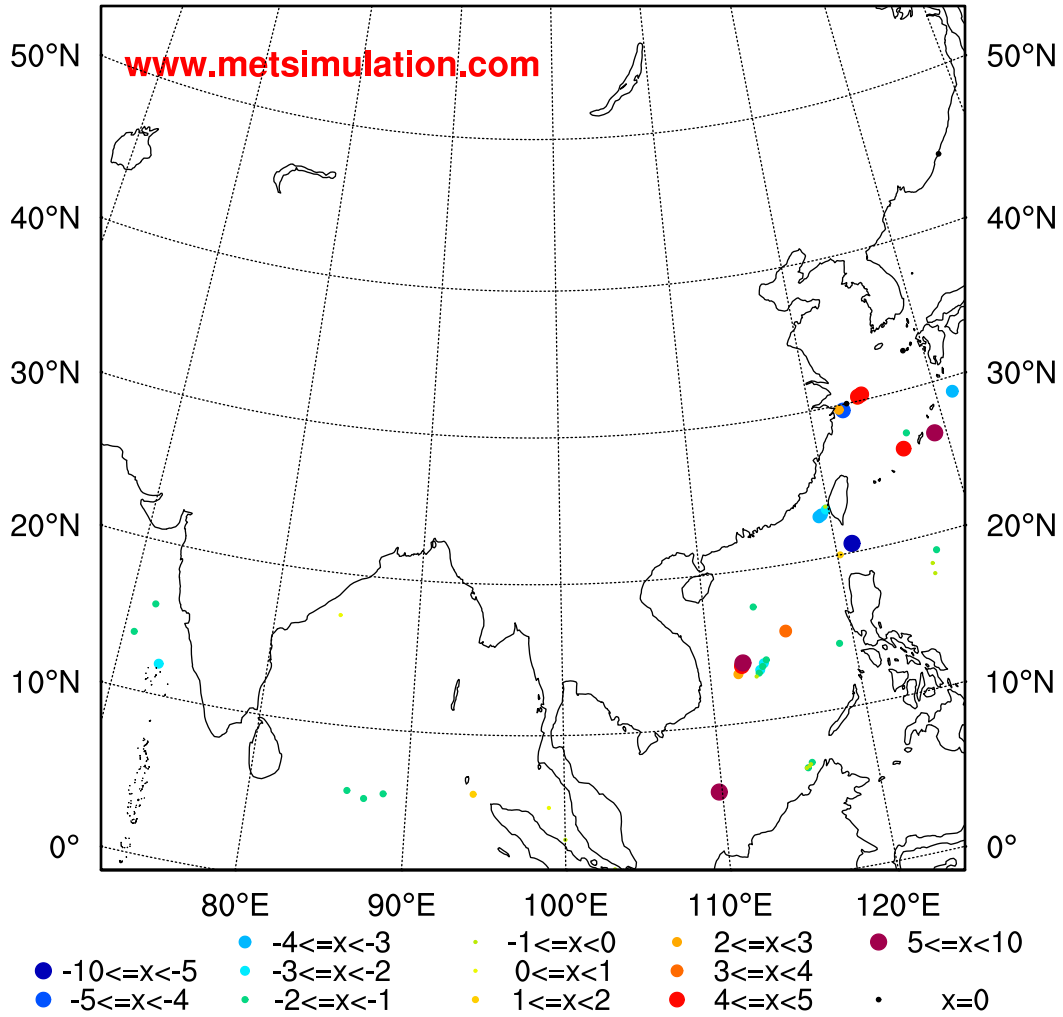 50°N 50°N
www.metsimulation.com
40°N 40°N
30°N 30°N
20°N 20°N
10°N 10°N
0° 0°
80°E 90°E 100°E 110°E 120°E
-4<=x<-3 -1<=x<0 2<=x<3 5<=x<10
-10<=x<-5 -3<=x<-2 0<=x<1 3<=x<4
-5<=x<-4 -2<=x<-1 1<=x<2 4<=x<5 x=0